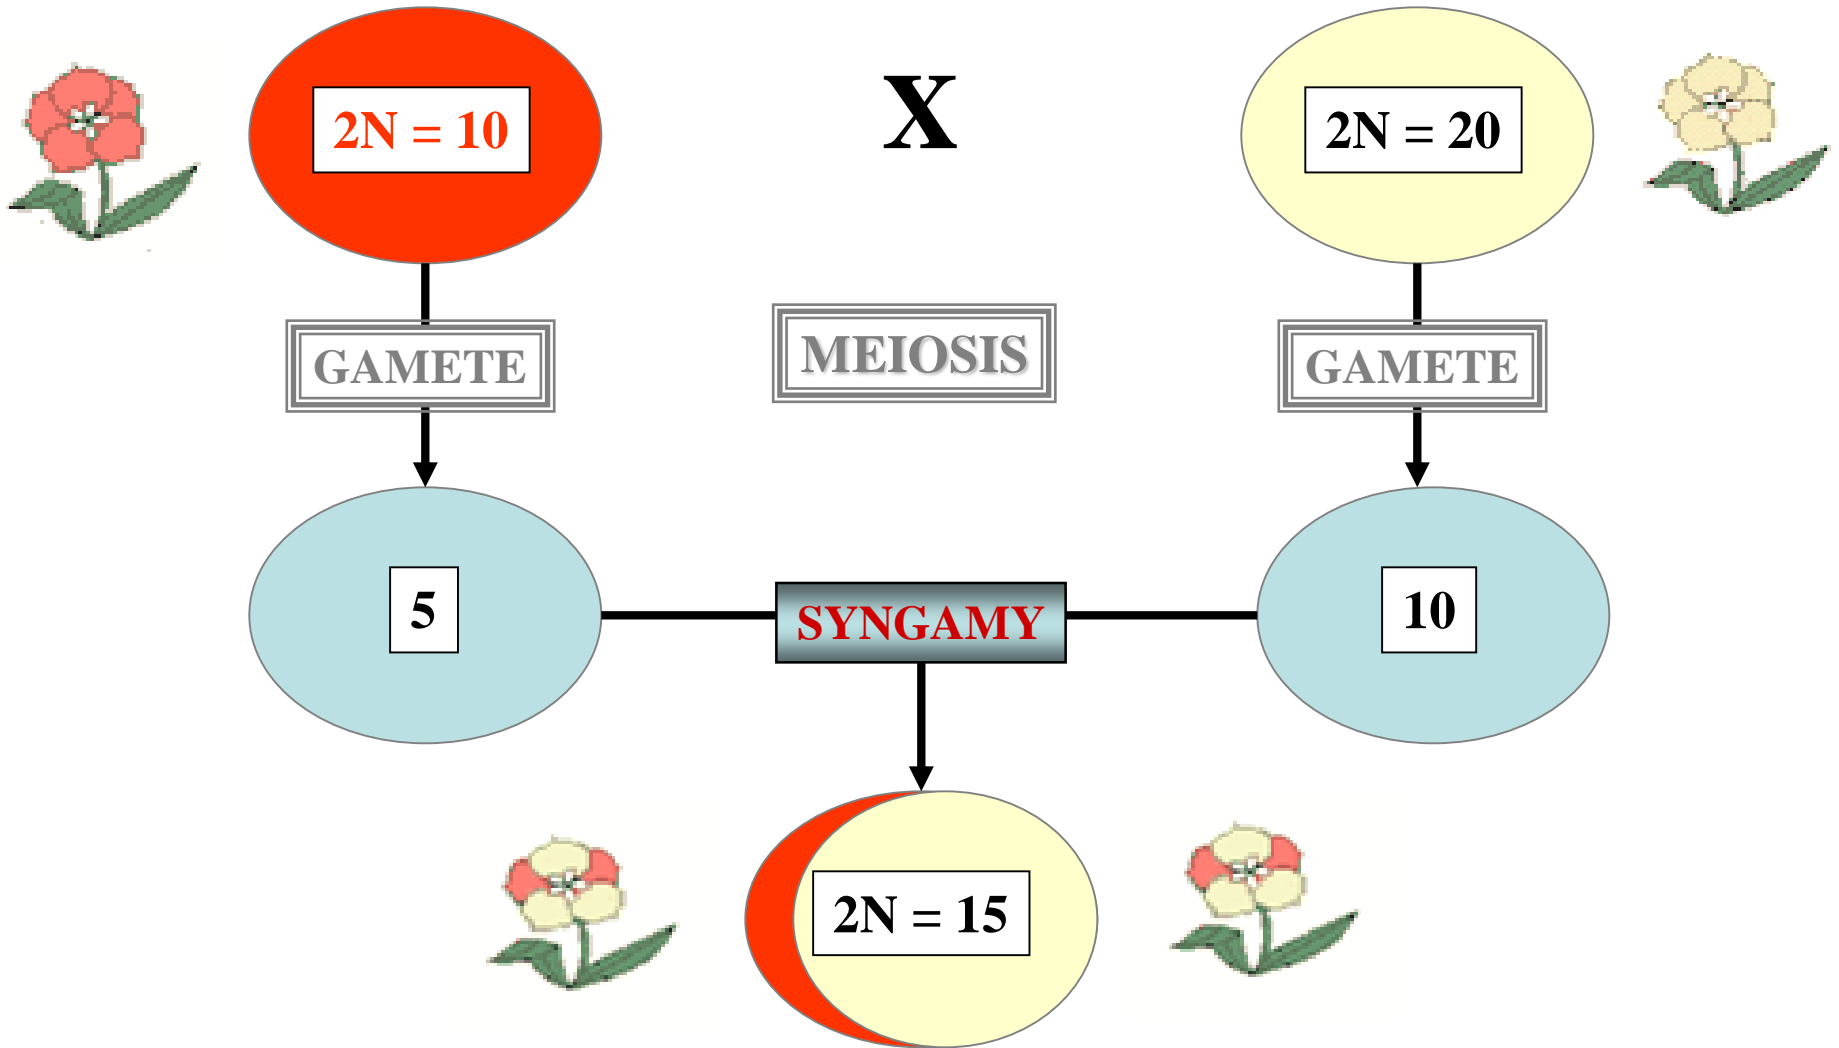 2N = 10
X
2N = 20
GAMETE
MEIOSIS
GAMETE
5
SYNGAMY
10
2N = 15